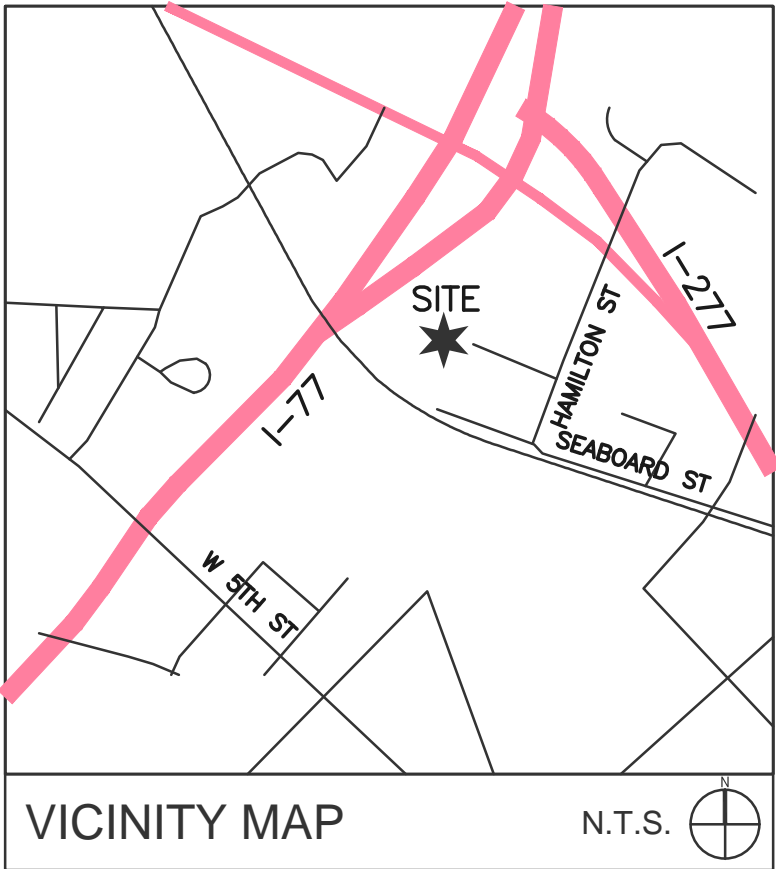 I-277
SITE
HAMILTON ST
I-77
SEABOARD ST
W 5TH ST
N
VICINITY MAP
N.T.S.